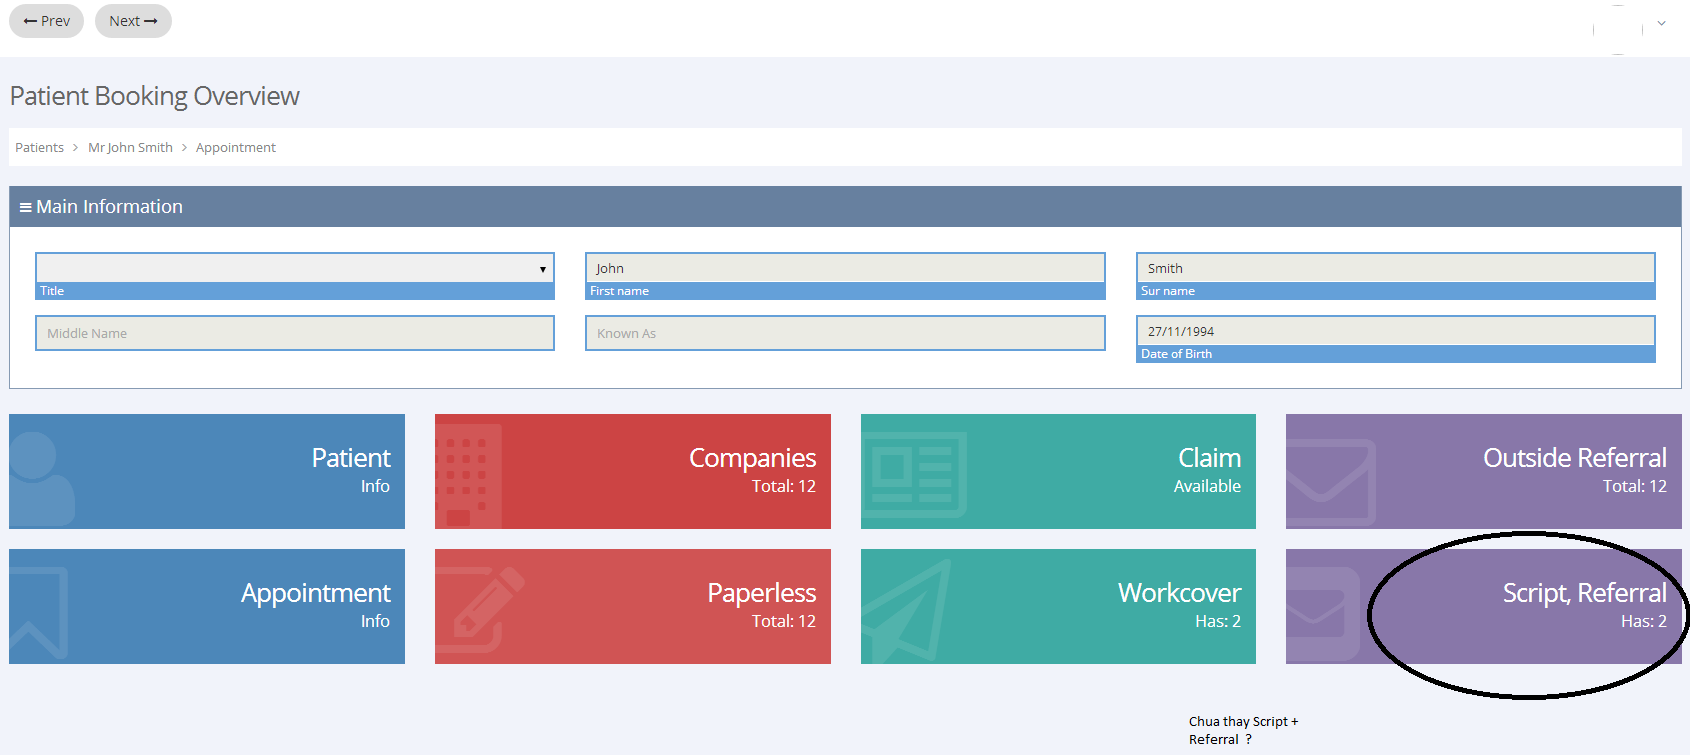 Prev Next
Patient Booking Overview
Patients > Mr John Smith > Appointment
Main Information
John Smith
Title First name Sur name
Middle Name Known As 27/11/1994
Date of Birth
Patient Companies Claim Outside Referral
Info Total: 12 Available Total: 12
Appointment Paperless Workcover Script, Referral
Info Total: 12 Has: 2 Has: 2
Chua thay Script +
Referral ?